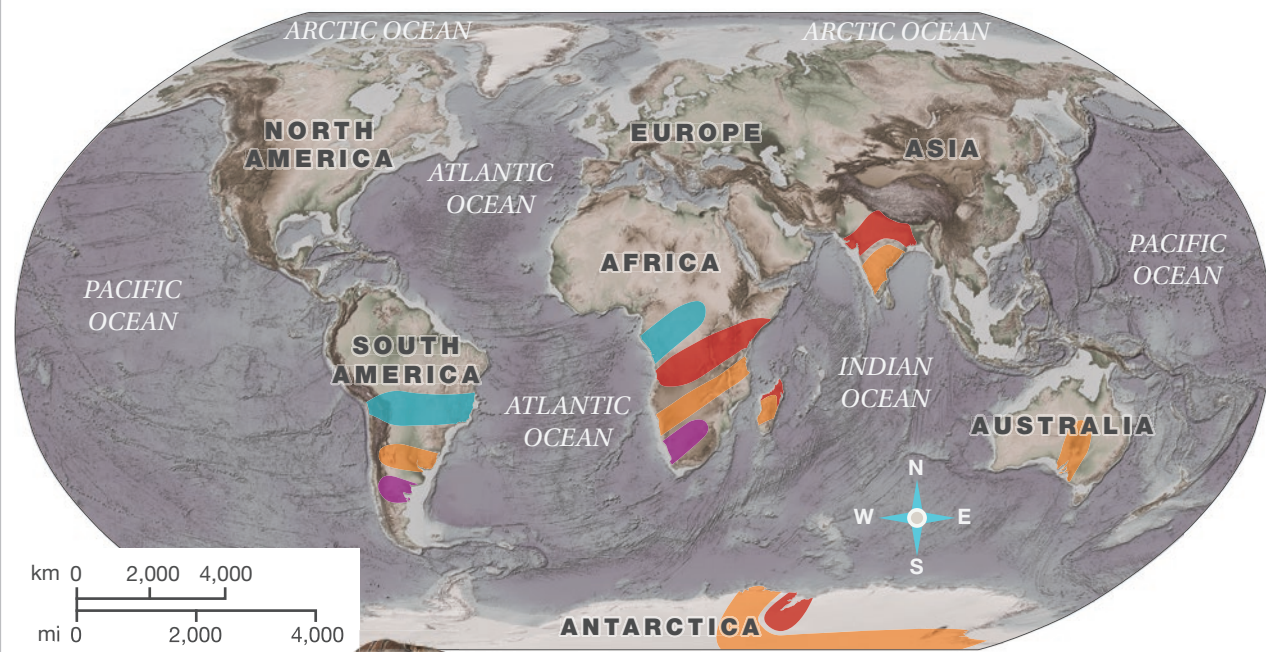 ARCTIC OCEAN
ARCTIC OCEAN
NORTH
AMERICA
EUROPE
ASIA
ATLANTIC
OCEAN
AFRICA
PACIFIC
OCEAN
PACIFIC
OCEAN
SOUTH
AMERICA
INDIAN
OCEAN
ATLANTIC
OCEAN
AUSTRALIA
N
W
E
S
km 0 2,000 4,000
mi 0 2,000 4,000
ANTARCTICA